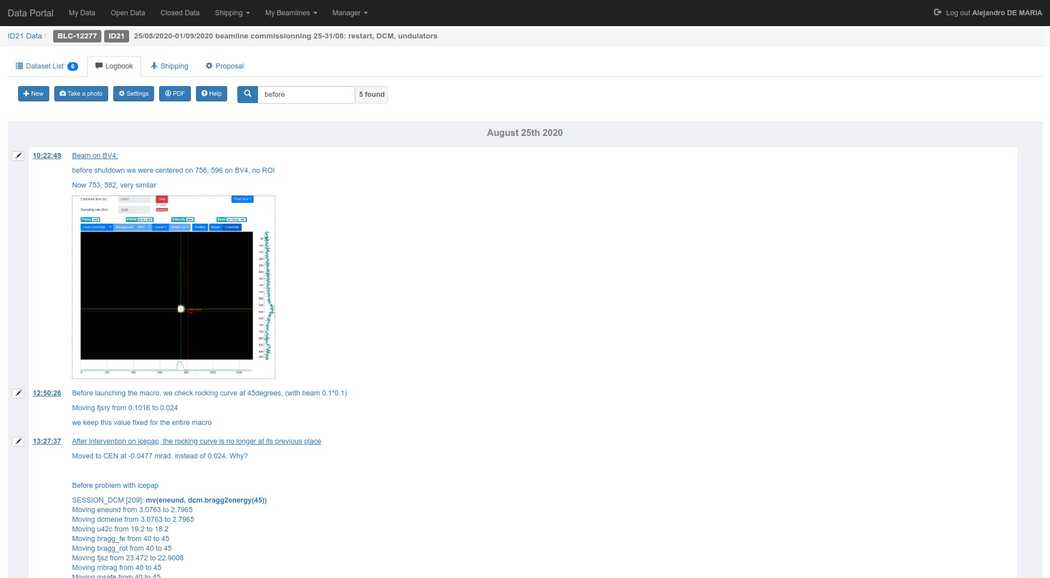 Data Portal My Data Open Data Closed Data Shipping My Beamlines Manager Log out Alejandro DE MARIA
ID21 Data / BLC-12277 ID21 25/08/2020-01/09/2020 beamline commissionning 25-31/08: restart, DCM, undulators
Dataset List 6 Logbook Shipping Proposal
New Take a photo Settings PDF Help before 5 found
August 25th 2020
10:22:49 Beam on BV4:
before shutdown we were centered on 756, 596 on BV4, no ROI
Now 753, 582, very similar
12:50:26 Before launching the macro, we check rocking curve at 45degrees, (with beam 0.1*0.1)
Moving fjsry from 0.1016 to 0.024
we keep this value fixed for the entire macro
13:27:37 After intervention on icepap, the rocking curve is no longer at its previous place
Moved to CEN at -0.0477 mrad. instead of 0.024. Why?
Before problem with icepap
SESSION_DCM [209]: mv(eneund, dcm.bragg2energy(45))
Moving eneund from 3.0763 to 2.7965
Moving dcmene from 3.0763 to 2.7965
Moving u42c from 19.2 to 18.2
Moving bragg_fe from 40 to 45
Moving bragg_rot from 40 to 45
Moving fjsz from 23.472 to 22.9008
Moving mbrag from 40 to 45
Moving msafe from 40 to 45